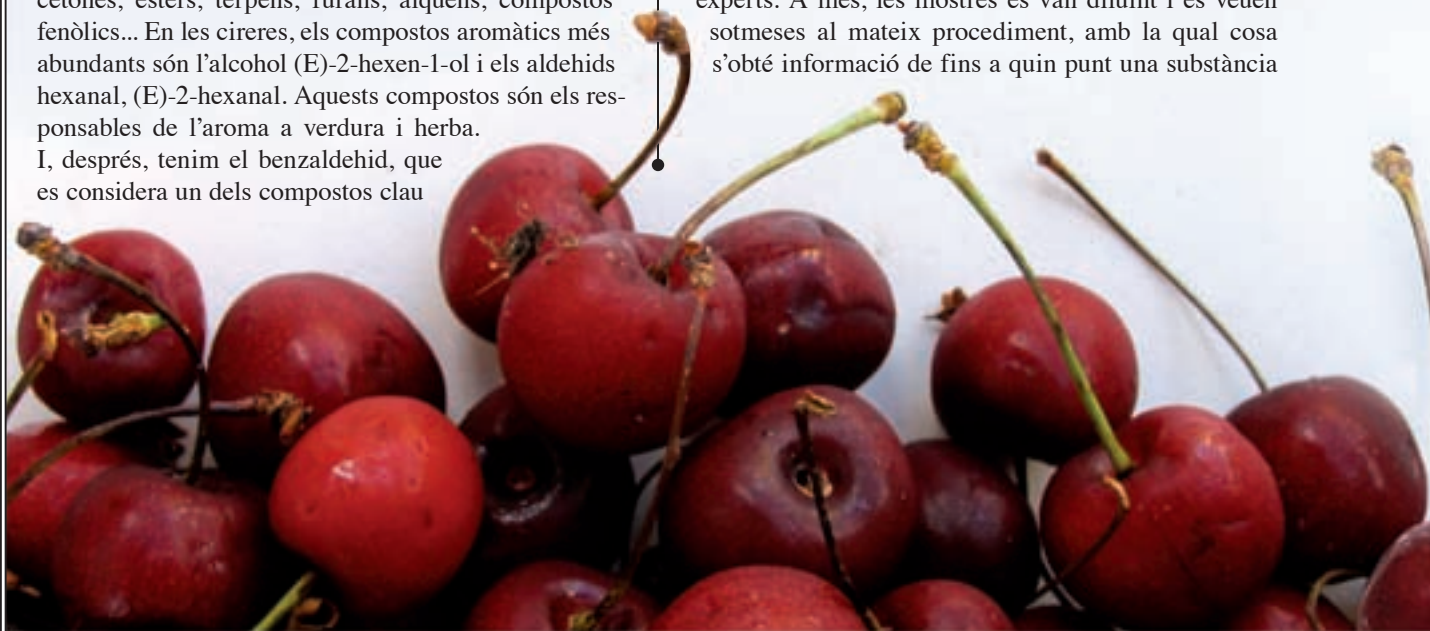 cetones, èsters, terpens, furans, alquens, compostos
fenòlics... En les cireres, els compostos aromàtics més
abundants són l’alcohol (E)-2-hexen-1-ol i els aldehids
hexanal, (E)-2-hexanal. Aquests compostos són els res-
ponsables de l’aroma a verdura i herba.
I, després, tenim el benzaldehid, que
es considera un dels compostos clau
experts. A més, les mostres es van diluint i es veuen
sotmeses al mateix procediment, amb la qual cosa
s’obté informació de fins a quin punt una substància